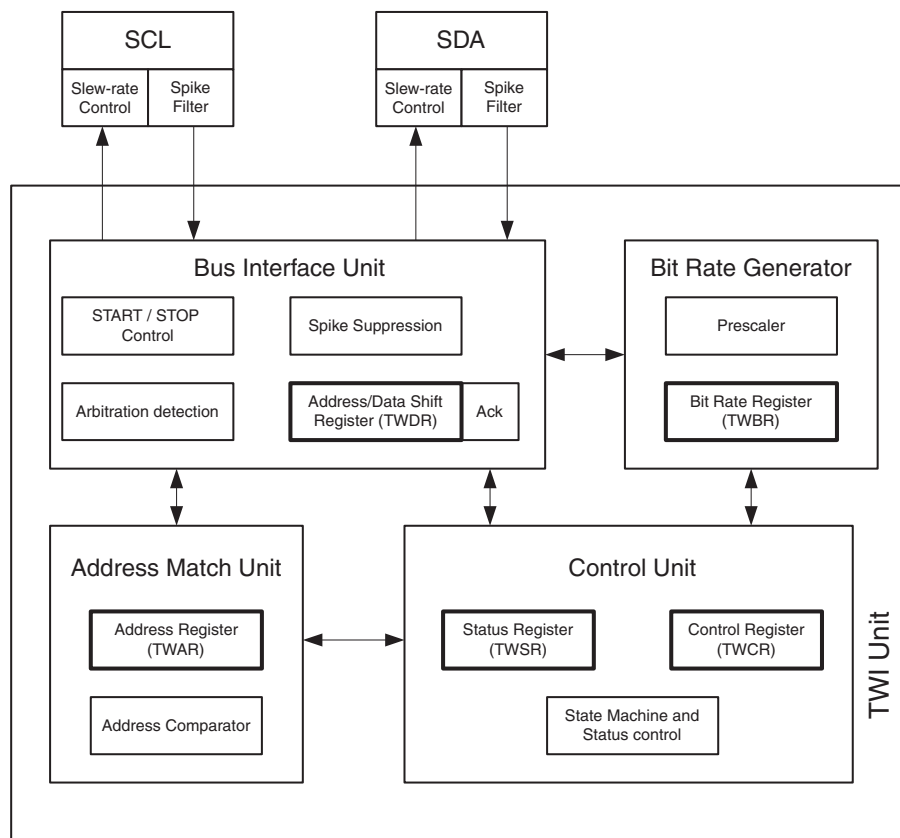 SCL
SDA
Slew-rate
Control
Spike
Filter
Slew-rate
Control
Spike
Filter
Bus Interface Unit
START / STOP
Control
Spike Suppression
Arbitration detection
Address/Data Shift
Register (TWDR)
Ack
Bit Rate Generator
Prescaler
Bit Rate Register
(TWBR)
Address Match Unit
Address Register
(TWAR)
Address Comparator
Control Unit
Status Register
(TWSR)
Control Register
(TWCR)
State Machine and
Status control
TWI Unit